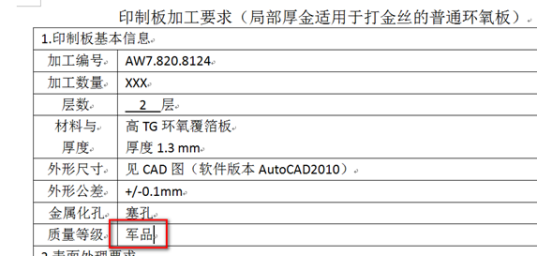 印制板加工要求（局部厚金适用于打金丝的普通环氧板）
1.印制板基本信息
加工编号 AW7.820.8124
加工数量 XXX
层数 2 层
材料与 高 TG 环氧覆箔板
厚度 厚度 1.3 mm
外形尺寸 见 CAD 图（软件版本 AutoCAD2010）
外形公差 +/-0.1mm
金属化孔 塞孔
质量等级 军品
2.表面处理要求